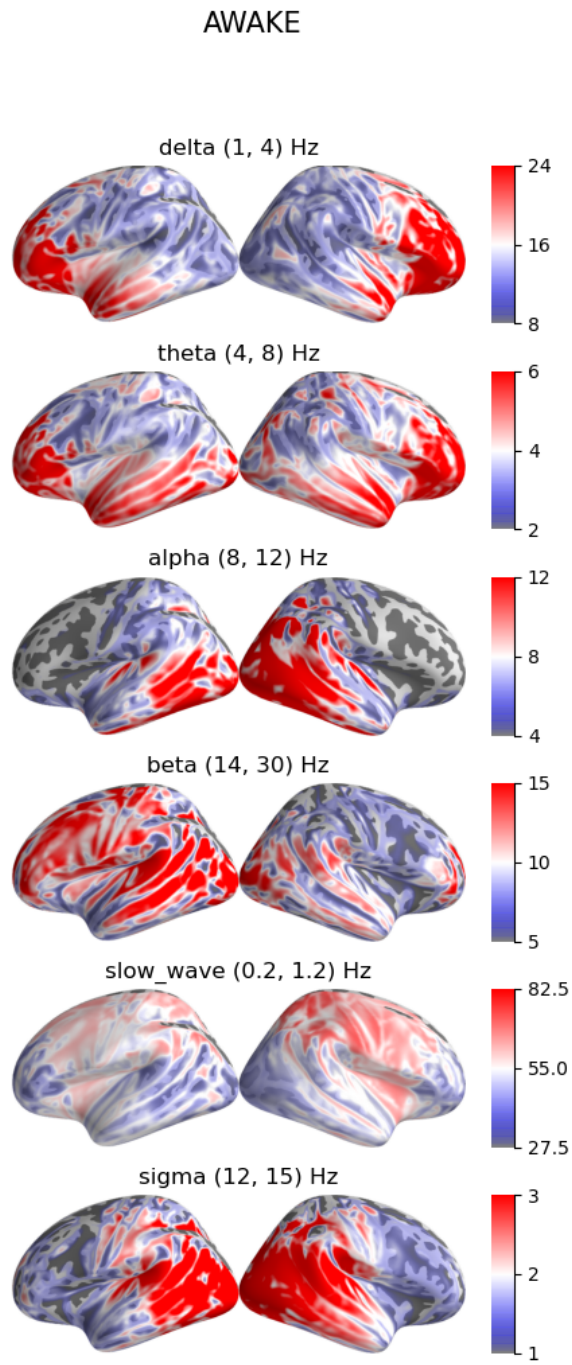 AWAKE
delta (1, 4) Hz
24
16
8
theta (4, 8) Hz
6
4
2
alpha (8, 12) Hz
12
8
4
beta (14, 30) Hz
15
10
5
slow_wave (0.2, 1.2) Hz
82.5
55.0
27.5
sigma (12, 15) Hz
3
2
1